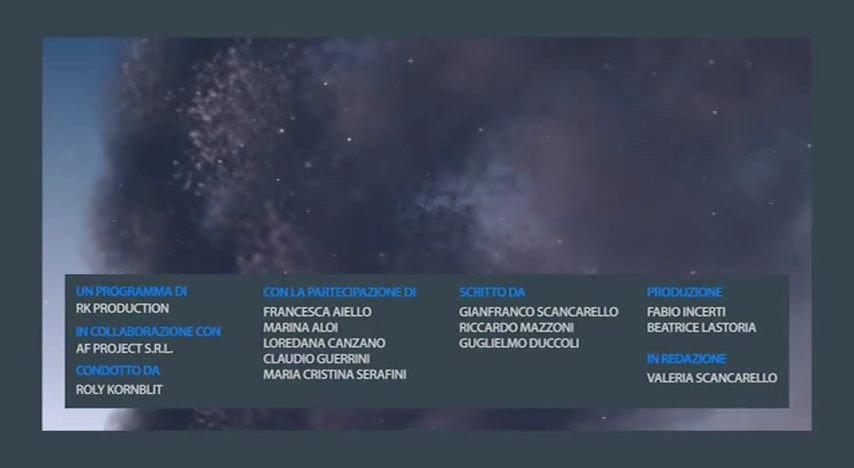 UN PROGRAMMA DI
RK PRODUCTION
IN COLLABORAZIONE CON
AF PROJECT S.R.L.
CONDOTTO DA
ROLY KORNBLIT
CON LA PARTECIPAZIONE DI
FRANCESCA AIELLO
MARINA ALOI
LOREDANA CANZANO
CLAUDIO GUERRINI
MARIA CRISTINA SERAFINI
SCRITTO DA
GIANFRANCO SCANCARELLO
RICCARDO MAZZONI
GUGLIELMO DUCCOLI
PRODUZIONE
FABIO INCERTI
BEATRICE LASTORIA
IN REDAZIONE
VALERIA SCANCARELLO